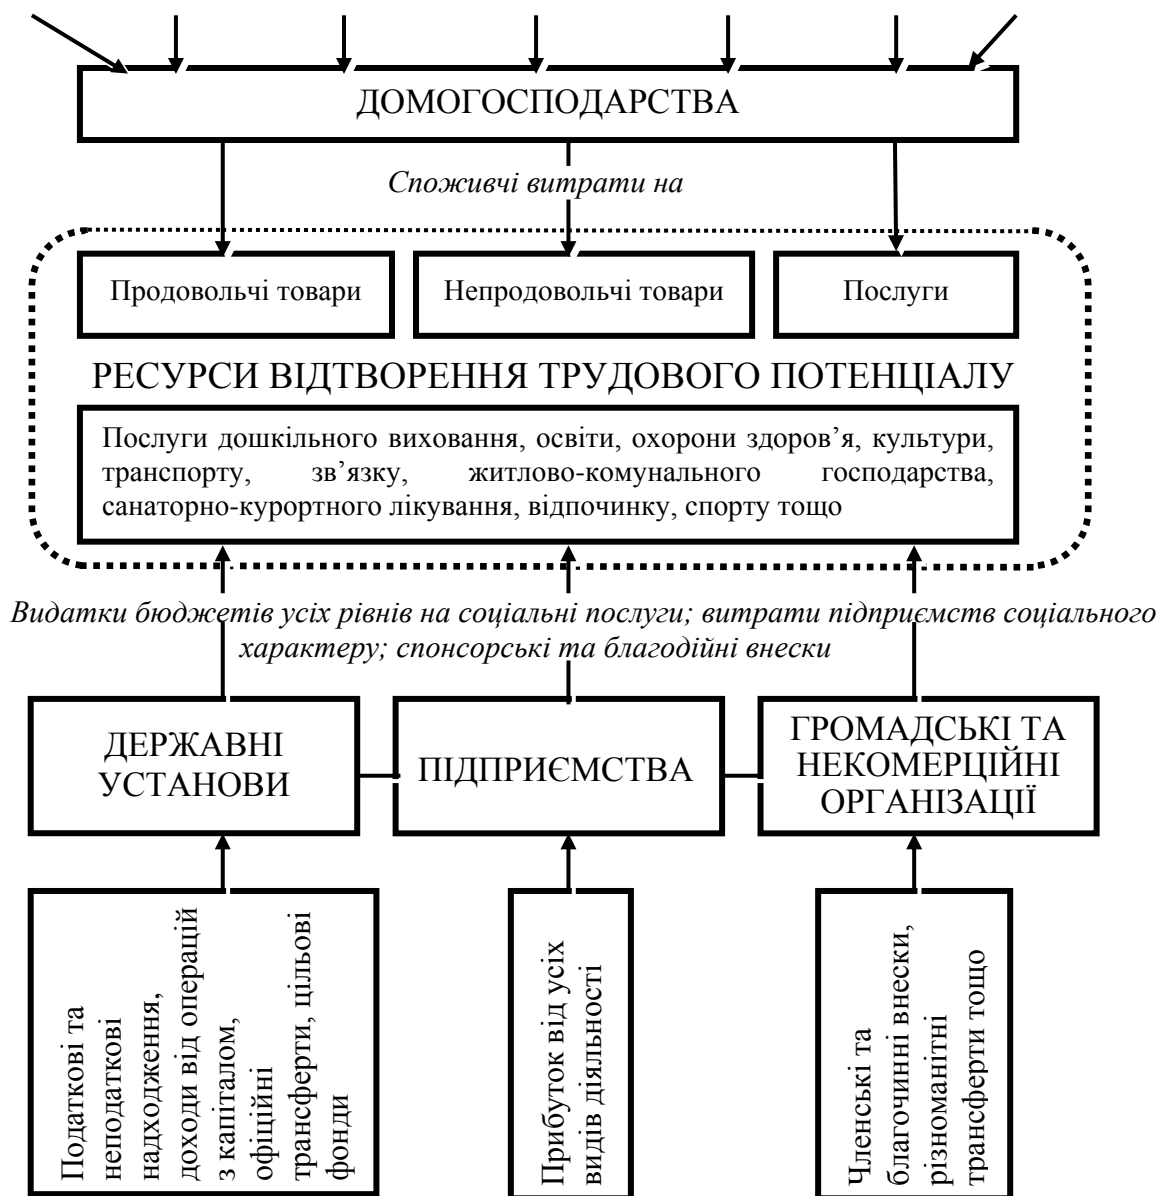 ДОМОГОСПОДАРСТВА
Споживчі витрати на
Продовольчі товари
Непродовольчі товари
Послуги
РЕСУРСИ ВІДТВОРЕННЯ ТРУДОВОГО ПОТЕНЦІАЛУ
Послуги дошкільного виховання, освіти, охорони здоров’я, культури,
транспорту, зв’язку, житлово-комунального господарства,
санаторно-курортного лікування, відпочинку, спорту тощо
Видатки бюджетів усіх рівнів на соціальні послуги; витрати підприємств соціального
характеру; спонсорські та благодійні внески
ДЕРЖАВНІ
УСТАНОВИ
ПІДПРИЄМСТВА
ГРОМАДСЬКІ ТА
НЕКОМЕРЦІЙНІ
ОРГАНІЗАЦІЇ
Податкові та
неподаткові
надходження,
доходи від операцій
з капіталом,
офіційні
трансферти, цільові
фонди
Прибуток від усіх
видів діяльності
Членські та
благочинні внески,
різноманітні
трансферти тощо